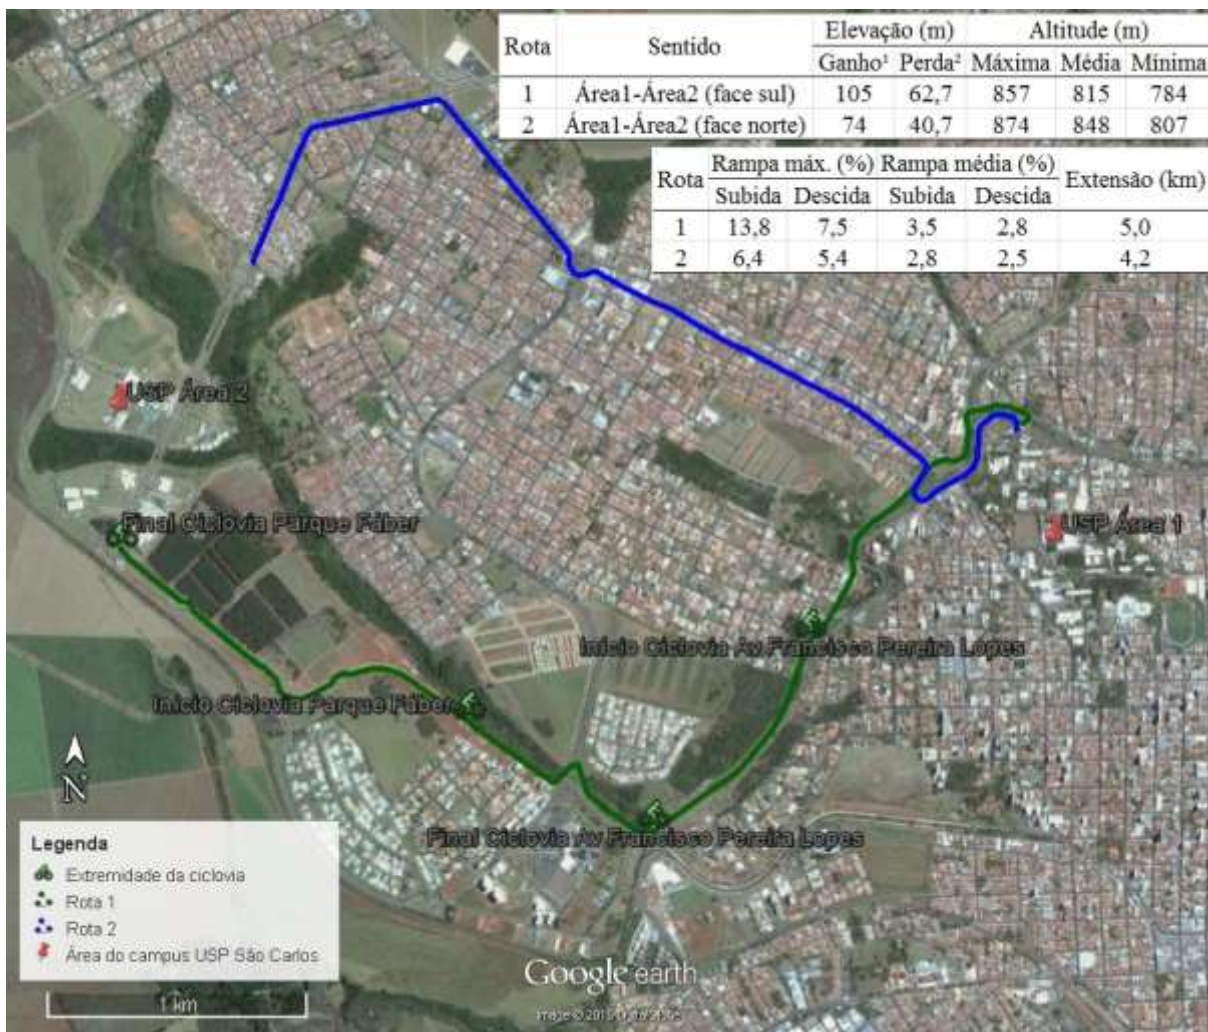 Rota Sentido Elevação (m) Altitude (m)
Ganho¹ Perda² Máxima Média Mínima
1 Área1-Área2 (face sul) 105 62,7 857 815 784
2 Área1-Área2 (face norte) 74 40,7 874 848 807
Rota Rampa máx. (%) Rampa média (%) Extensão (km)
Subida Descida Subida Descida
1 13,8 7,5 3,5 2,8 5,0
2 6,4 5,4 2,8 2,5 4,2
USP Área 2
Final Ciclovia Parque Fáber
USP Área 1
Início Ciclovia Av Francisco Pereira Lopes
Início Ciclovia Parque Fáber
Final Ciclovia Av Francisco Pereira Lopes
N
Legenda
Extremidade da ciclovia
Rota 1
Rota 2
Área do campus USP São Carlos
1 km
Google earth